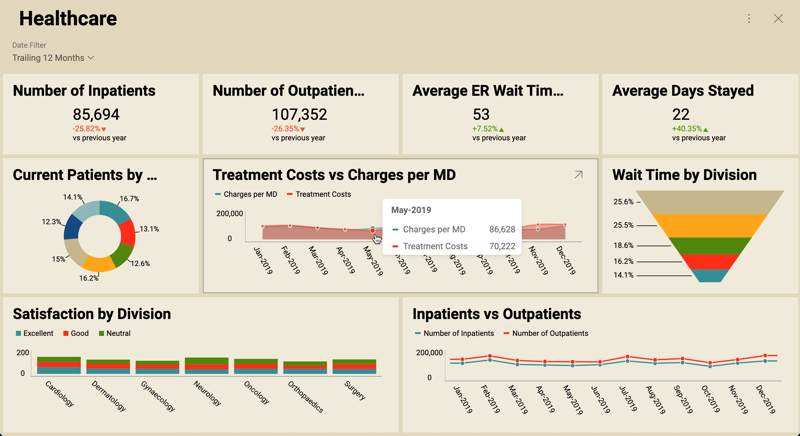 Healthcare
Date Filter
Trailing 12 Months
Number of Inpatients
85,694
-25.82%▼
vs previous year
Number of Outpatien...
107,352
-26.35%▼
vs previous year
Average ER Wait Tim...
53
+7.52%▲
vs previous year
Average Days Stayed
22
+40.35%▲
vs previous year
Current Patients by ...
14.1%
16.7%
12.3%
13.1%
15%
12.6%
16.2%
Treatment Costs vs Charges per MD
Charges per MD
Treatment Costs
200,000
0
Jan-2019
Feb-2019
Mar-2019
Apr-2019
May-2019
Nov-2019
Dec-2019
May-2019
Charges per MD 86,628
Treatment Costs 70,222
Wait Time by Division
25.6%
25.5%
18.6%
16.2%
14.1%
Satisfaction by Division
Excellent
Good
Neutral
200
0
Cardiology
Dermatology
Gynaecology
Neurology
Oncology
Orthopaedics
Surgery
Inpatients vs Outpatients
Number of Inpatients
Number of Outpatients
200,000
0
Jan-2019
Feb-2019
Mar-2019
Apr-2019
May-2019
Jun-2019
Jul-2019
Aug-2019
Sep-2019
Oct-2019
Nov-2019
Dec-2019